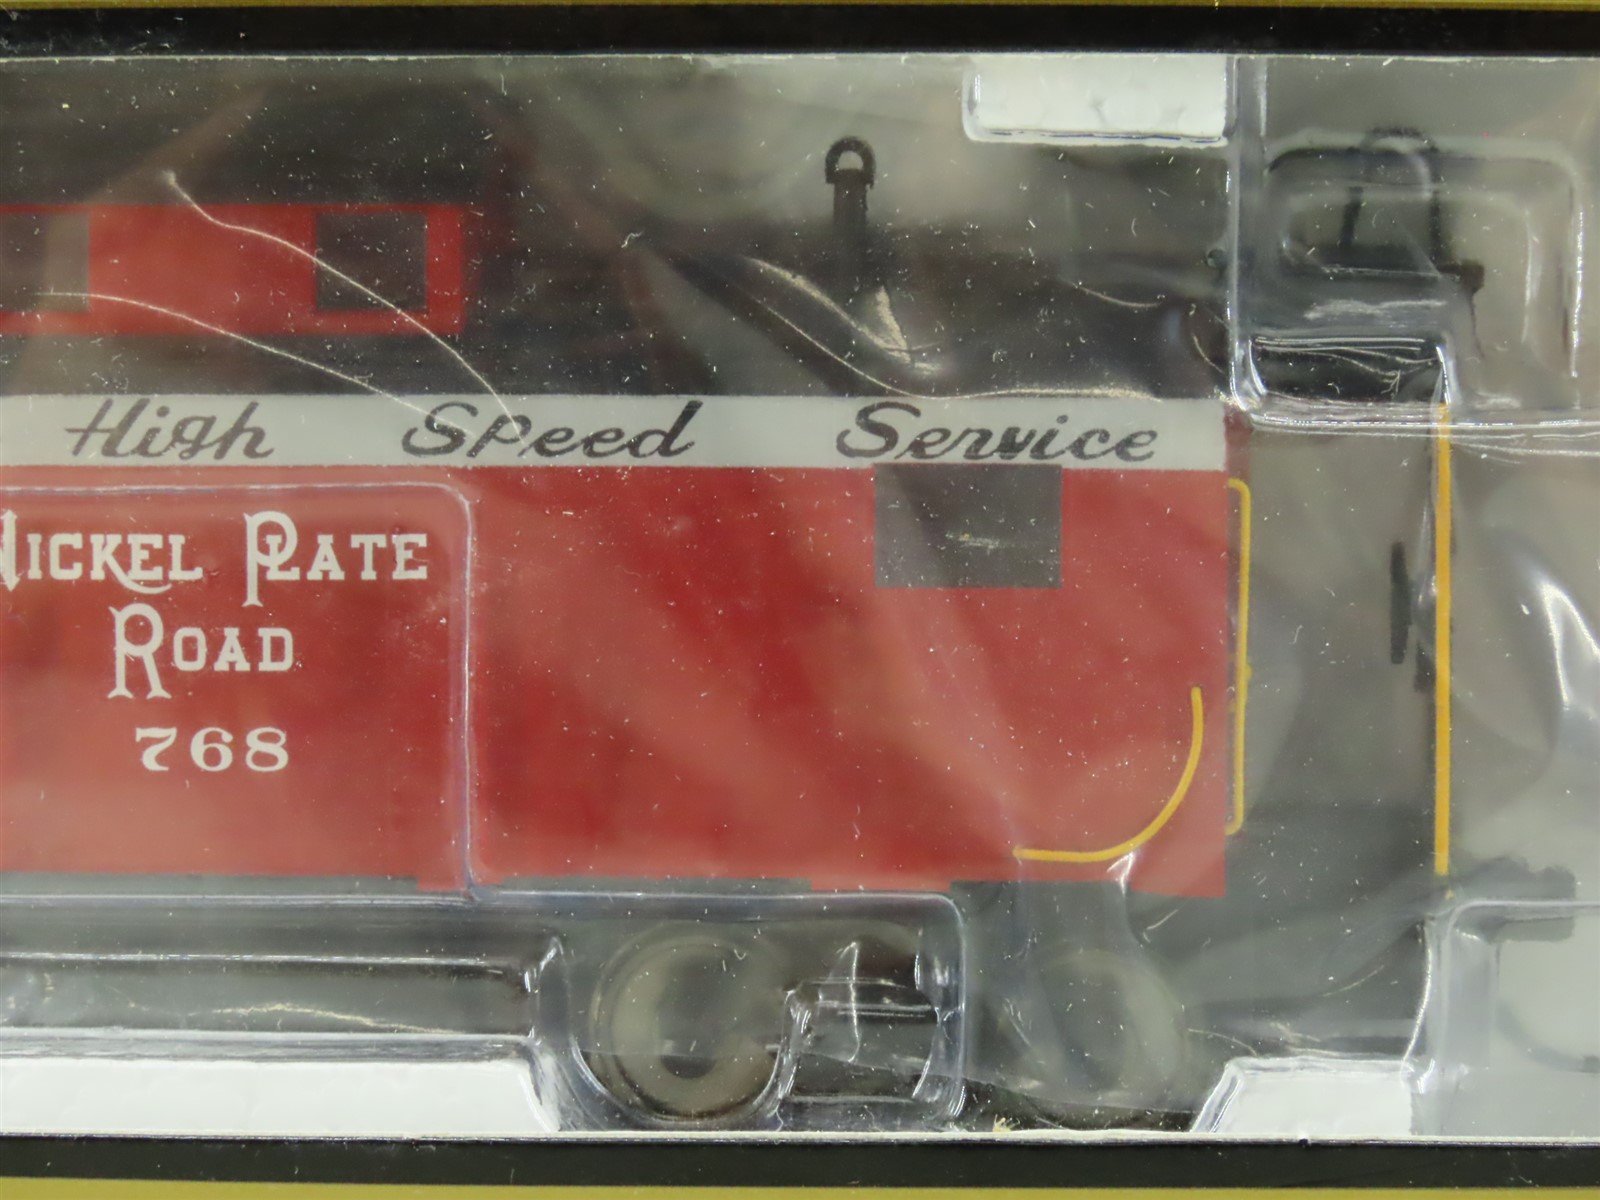 High Speed Service
NICKEL PLATE
ROAD
768